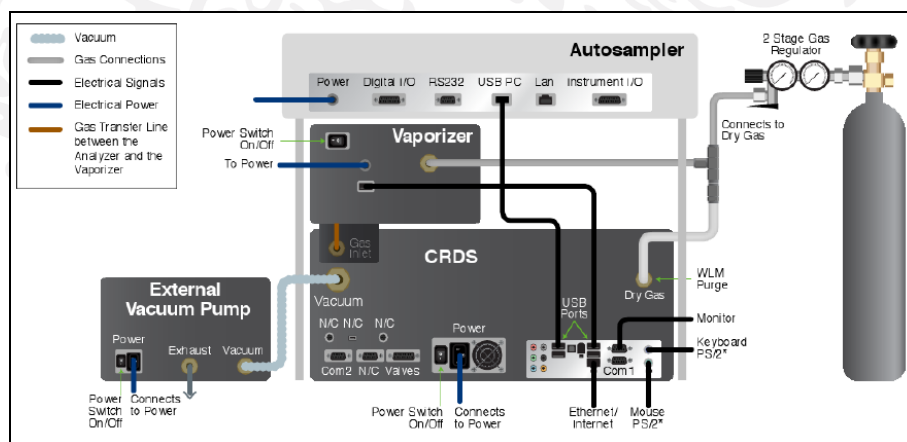 Vacuum
Gas Connections
Electrical Signals
Electrical Power
Gas Transfer Line
between the
Analyzer and the
Vaporizer
Autosampler
Power
Digital I/O
RS232
USB PC
Lan
Instrument I/O
2 Stage Gas
Regulator
Connects to
Dry Gas
Power Switch
On/Off
Vaporizer
To Power
Gas
Inlet
CRDS
Vacuum
Dry Gas
WLM
Purge
External
Vacuum Pump
Power
Exhaust
Vacuum
Power
Switch
On/Off
Connects
to Power
N/C
N/C
N/C
Com2
N/C
Valves
Power
Power Switch
On/Off
Connects
to Power
USB
Ports
Com 1
Monitor
Keyboard
PS/2*
Ethernet/
Internet
Mouse
PS/2*